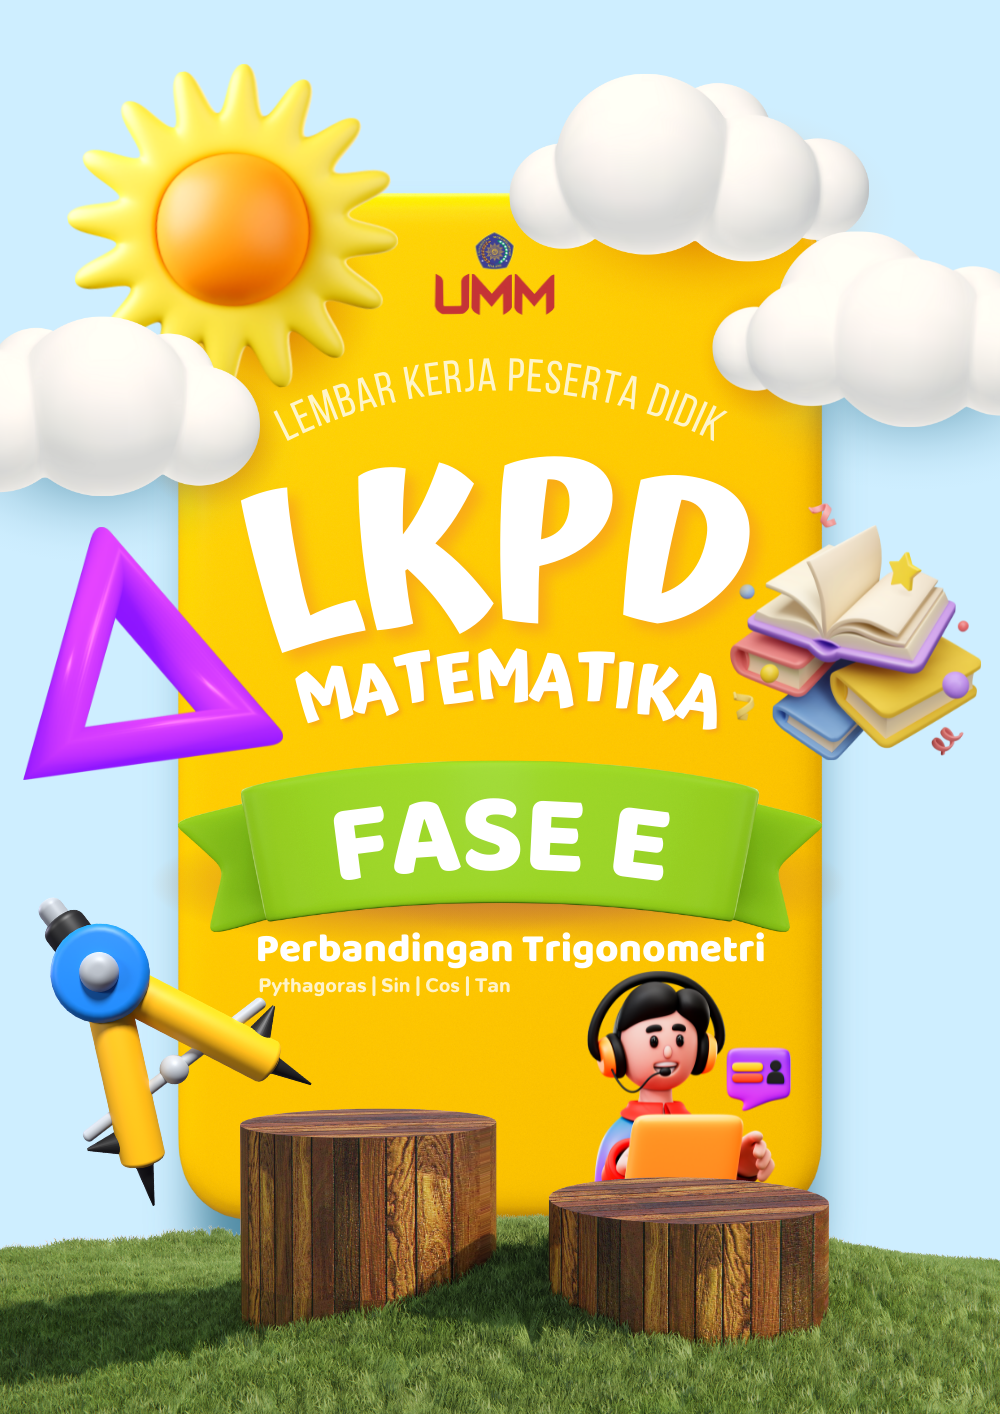 UMM
LEMBAR KERJA PESERTA DIDIK
LKPD
MATEMATIKA
FASE E
Perbandingan Trigonometri
Pythagoras | Sin | Cos | Tan